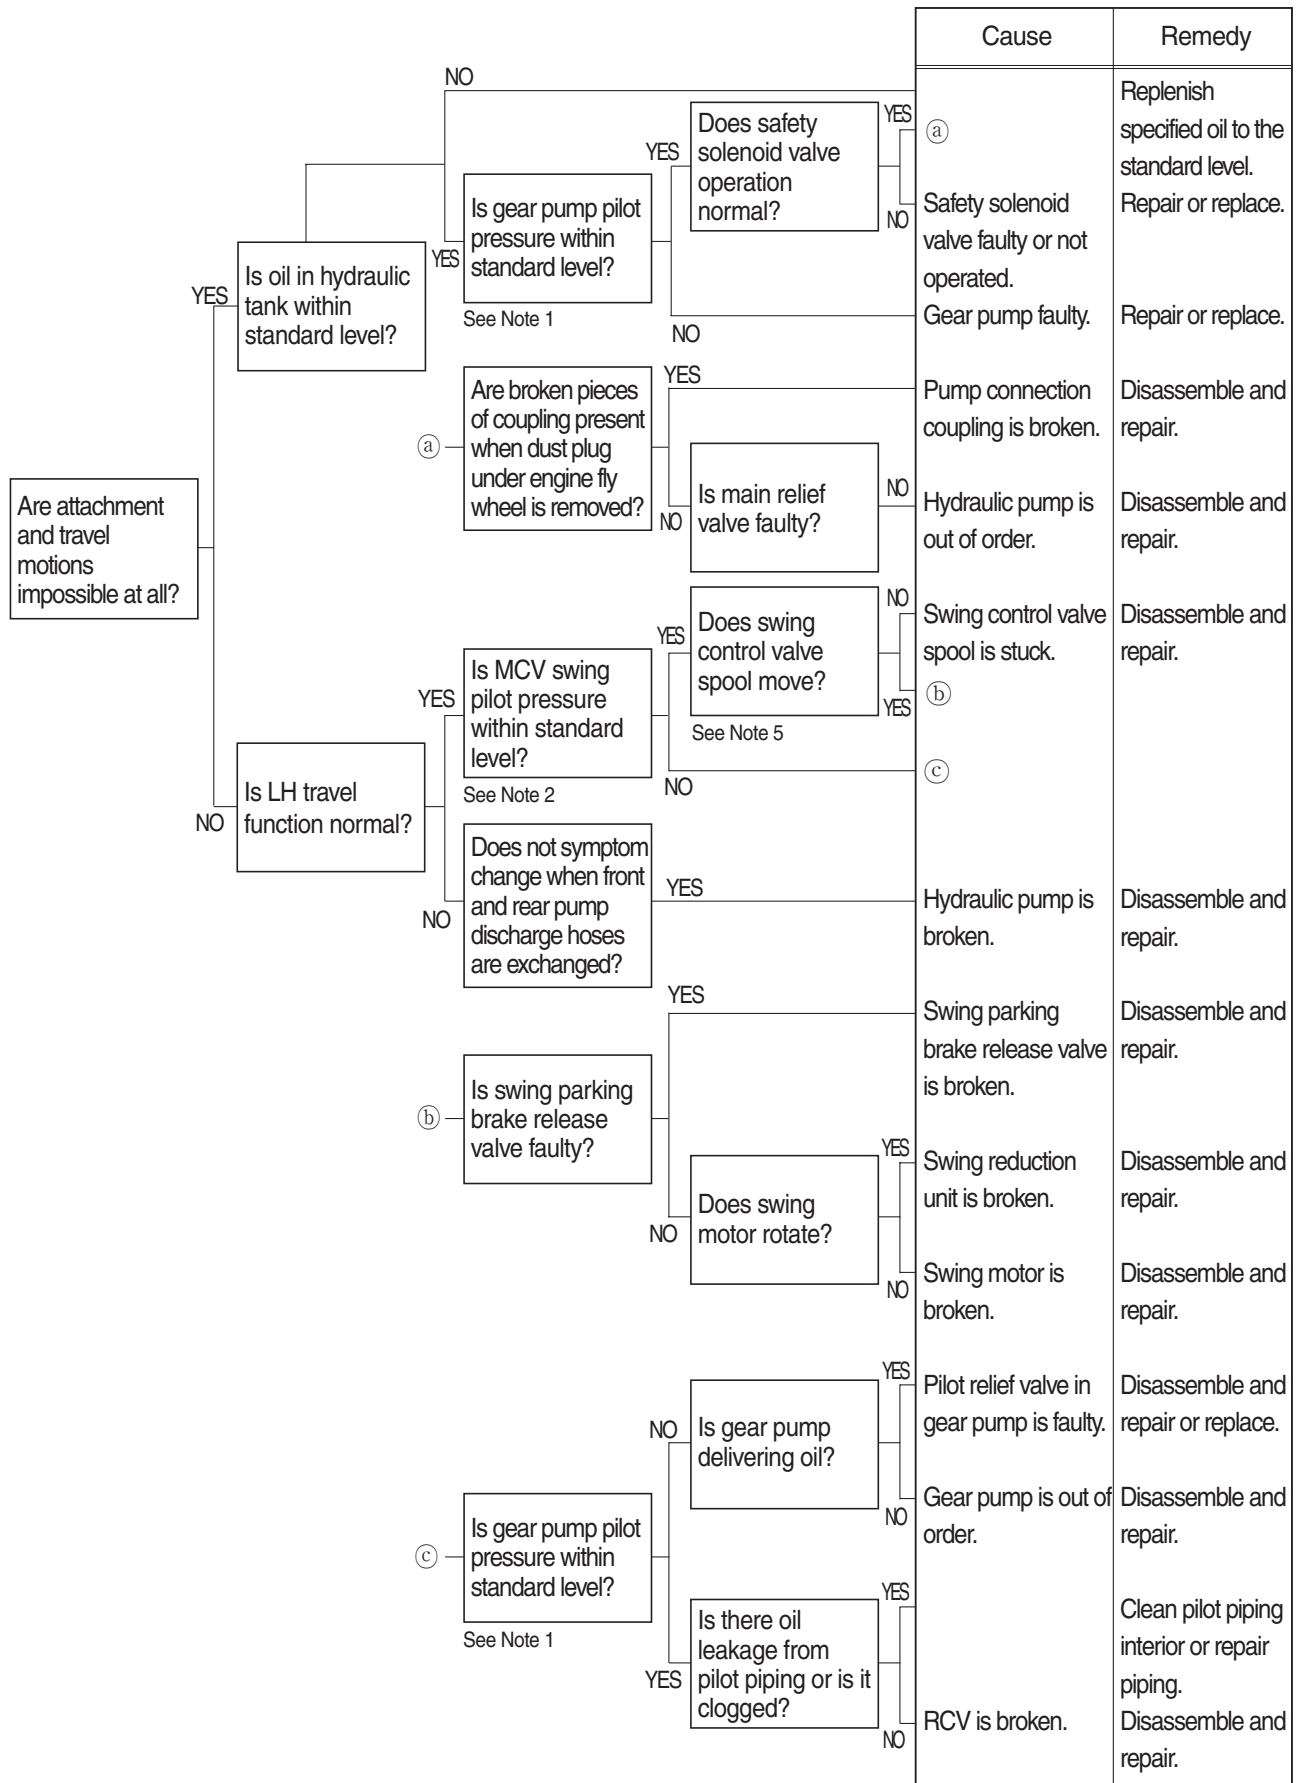 Cause
Remedy
NO
Replenish
specified oil to the
standard level.
YES
Does safety
solenoid valve
operation
normal?
YES
ⓐ
NO
Safety solenoid
valve faulty or not
operated.
Repair or replace.
Is gear pump pilot
pressure within
standard level?
YES
See Note 1
Is oil in hydraulic
tank within
standard level?
YES
NO
Gear pump faulty.
Repair or replace.
ⓐ
Are broken pieces
of coupling present
when dust plug
under engine fly
wheel is removed?
YES
Pump connection
coupling is broken.
Disassemble and
repair.
NO
Is main relief
valve faulty?
NO
Hydraulic pump is
out of order.
Disassemble and
repair.
Are attachment
and travel
motions
impossible at all?
YES
Does swing
control valve
spool move?
See Note 5
NO
Swing control valve
spool is stuck.
Disassemble and
repair.
YES
ⓑ
YES
Is MCV swing
pilot pressure
within standard
level?
See Note 2
NO
ⓒ
NO
Is LH travel
function normal?
NO
Does not symptom
change when front
and rear pump
discharge hoses
are exchanged?
YES
Hydraulic pump is
broken.
Disassemble and
repair.
YES
Swing parking
brake release valve
is broken.
Disassemble and
repair.
ⓑ
Is swing parking
brake release
valve faulty?
NO
Does swing
motor rotate?
YES
Swing reduction
unit is broken.
Disassemble and
repair.
NO
Swing motor is
broken.
Disassemble and
repair.
NO
Is gear pump
delivering oil?
YES
Pilot relief valve in
gear pump is faulty.
Disassemble and
repair or replace.
NO
Gear pump is out of
order.
Disassemble and
repair.
ⓒ
Is gear pump pilot
pressure within
standard level?
See Note 1
YES
Is there oil
leakage from
pilot piping or is it
clogged?
YES
Clean pilot piping
interior or repair
piping.
NO
RCV is broken.
Disassemble and
repair.